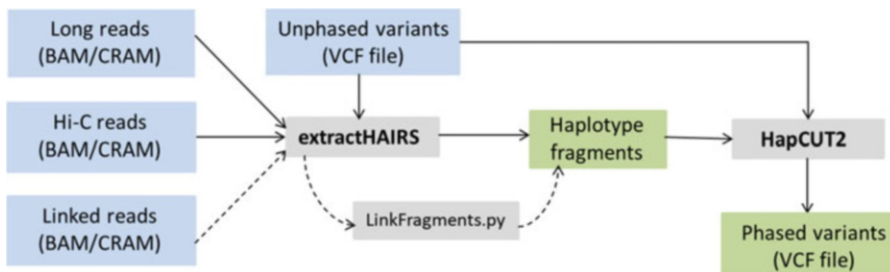 Long reads
(BAM/CRAM)
Unphased variants
(VCF file)
Hi-C reads
(BAM/CRAM)
extractHAIRS
Haplotype
fragments
HapCUT2
Linked reads
(BAM/CRAM)
LinkFragments.py
Phased variants
(VCF file)